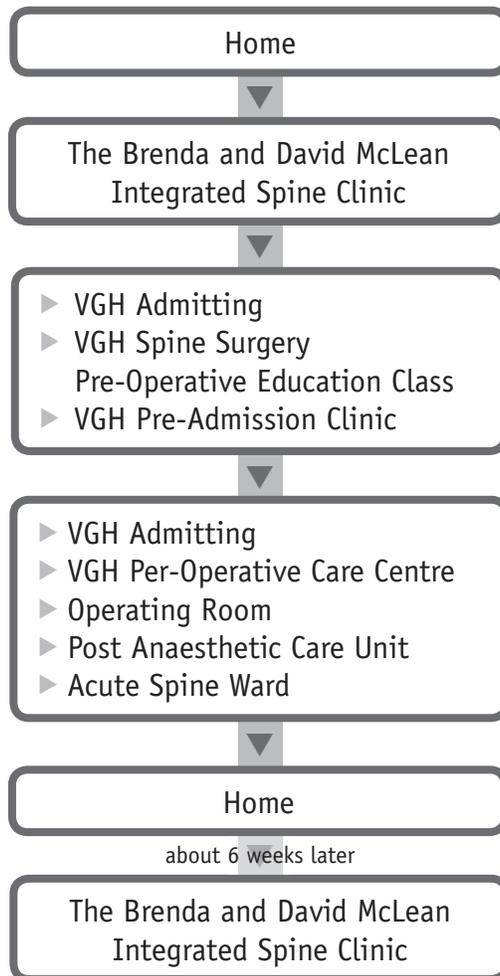 Home
The Brenda and David McLean
Integrated Spine Clinic
VGH Admitting
VGH Spine Surgery
Pre-Operative Education Class
VGH Pre-Admission Clinic
VGH Admitting
VGH Per-Operative Care Centre
Operating Room
Post Anaesthetic Care Unit
Acute Spine Ward
Home
about 6 weeks later
The Brenda and David McLean
Integrated Spine Clinic